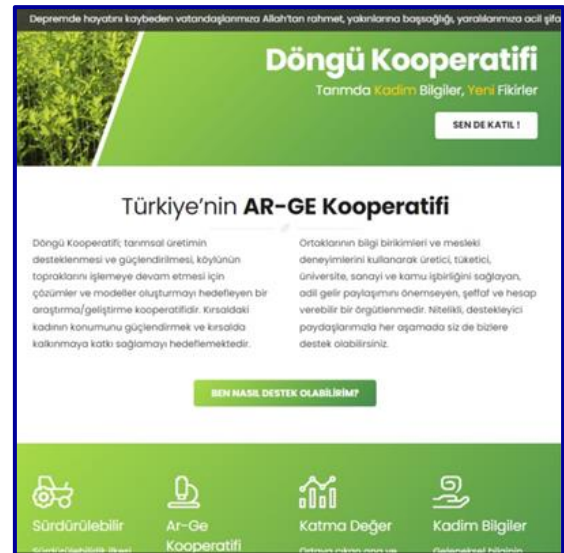 Depremde hayatını kaybeden vatandaşlarımıza Allah'tan rahmet, yakınlarına başsağlığı, yaralılarımıza acil şifa
Döngü Kooperatifi
Tarımda Kadim Bilgiler, Yeni Fikirler
SEN DE KATIL !
Türkiye'nin AR-GE Kooperatifi
Döngü Kooperatifi; tarımsal üretimin
desteklenmesi ve güçlendirilmesi, köylünün
topraklarını işlemeye devam etmesi için
çözümler ve modeller oluşturmayı hedefleyen bir
araştırma/geliştirme kooperatifidir. Kırsaldaki
kadının konumunu güçlendirmek ve kırsalda
kalkınmaya katkı sağlamayı hedeflemektedir.
Ortaklarının bilgi birikimleri ve mesleki
deneyimlerini kullanarak üretici, tüketici,
üniversite, sanayi ve kamu işbirliğini sağlayan,
adil gelir paylaşımını önemseyen, şeffaf ve hesap
verebilir bir örgütlenmedir. Nitelikli, destekleyici
paydaşlarımızla her aşamada siz de bizlere
destek olabilirsiniz.
BEN NASIL DESTEK OLABİLİRİM?
Sürdürülebilir
Ar-Ge
Kooperatifi
Katma Değer
Kadim Bilgiler